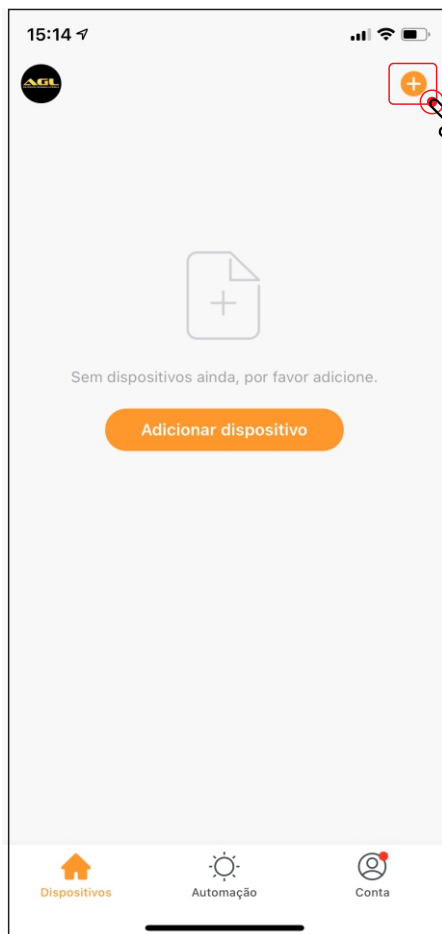 15:14
AGL
Sem dispositivos ainda, por favor adicione.
Adicionar dispositivo
Dispositivos
Automação
Conta